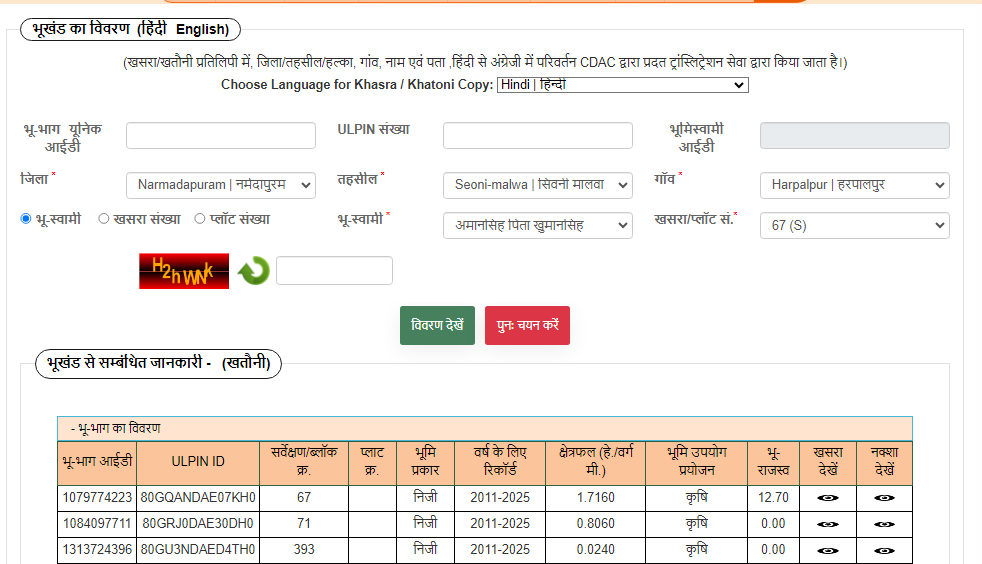 भूखंड का विवरण (हिंदी English)
(खसरा/खतौनी प्रतिलिपी में, जिला/तहसील/हल्का, गांव, नाम एवं पता ,हिंदी से अंग्रेजी में परिवर्तन CDAC द्वारा प्रदत ट्रांस्लिट्रेशन सेवा द्वारा किया जाता है।)
Choose Language for Khasra / Khatoni Copy: Hindi | हिन्दी
भू-भाग यूनिक आईडी ULPIN संख्या भूमिस्वामी आईडी
जिला * Narmadapuram | नर्मदापुरम तहसील * Seoni-malwa | सिवनी मालवा गाँव * Harpalpur | हरपालपुर
भू-स्वामी खसरा संख्या प्लॉट संख्या भू-स्वामी * अमानसिंह पिता खुमानसिंह खसरा/प्लॉट सं.* 67 (S)
H2hWNk
विवरण देखें पुनः चयन करें
भूखंड से सम्बंधित जानकारी - (खतौनी)
- भू-भाग का विवरण
भू-भाग आईडी ULPIN ID सर्वेक्षण/ब्लॉक क्र. प्लाट क्र. भूमि प्रकार वर्ष के लिए रिकॉर्ड क्षेत्रफल (हे./वर्ग मी.) भूमि उपयोग प्रयोजन भू-राजस्व खसरा देखें नक्शा देखें
1079774223 80GQANDAE07KH0 67 निजी 2011-2025 1.7160 कृषि 12.70
1084097711 80GRJ0DAE30DH0 71 निजी 2011-2025 0.8060 कृषि 0.00
1313724396 80GU3NDAED4TH0 393 निजी 2011-2025 0.0240 कृषि 0.00